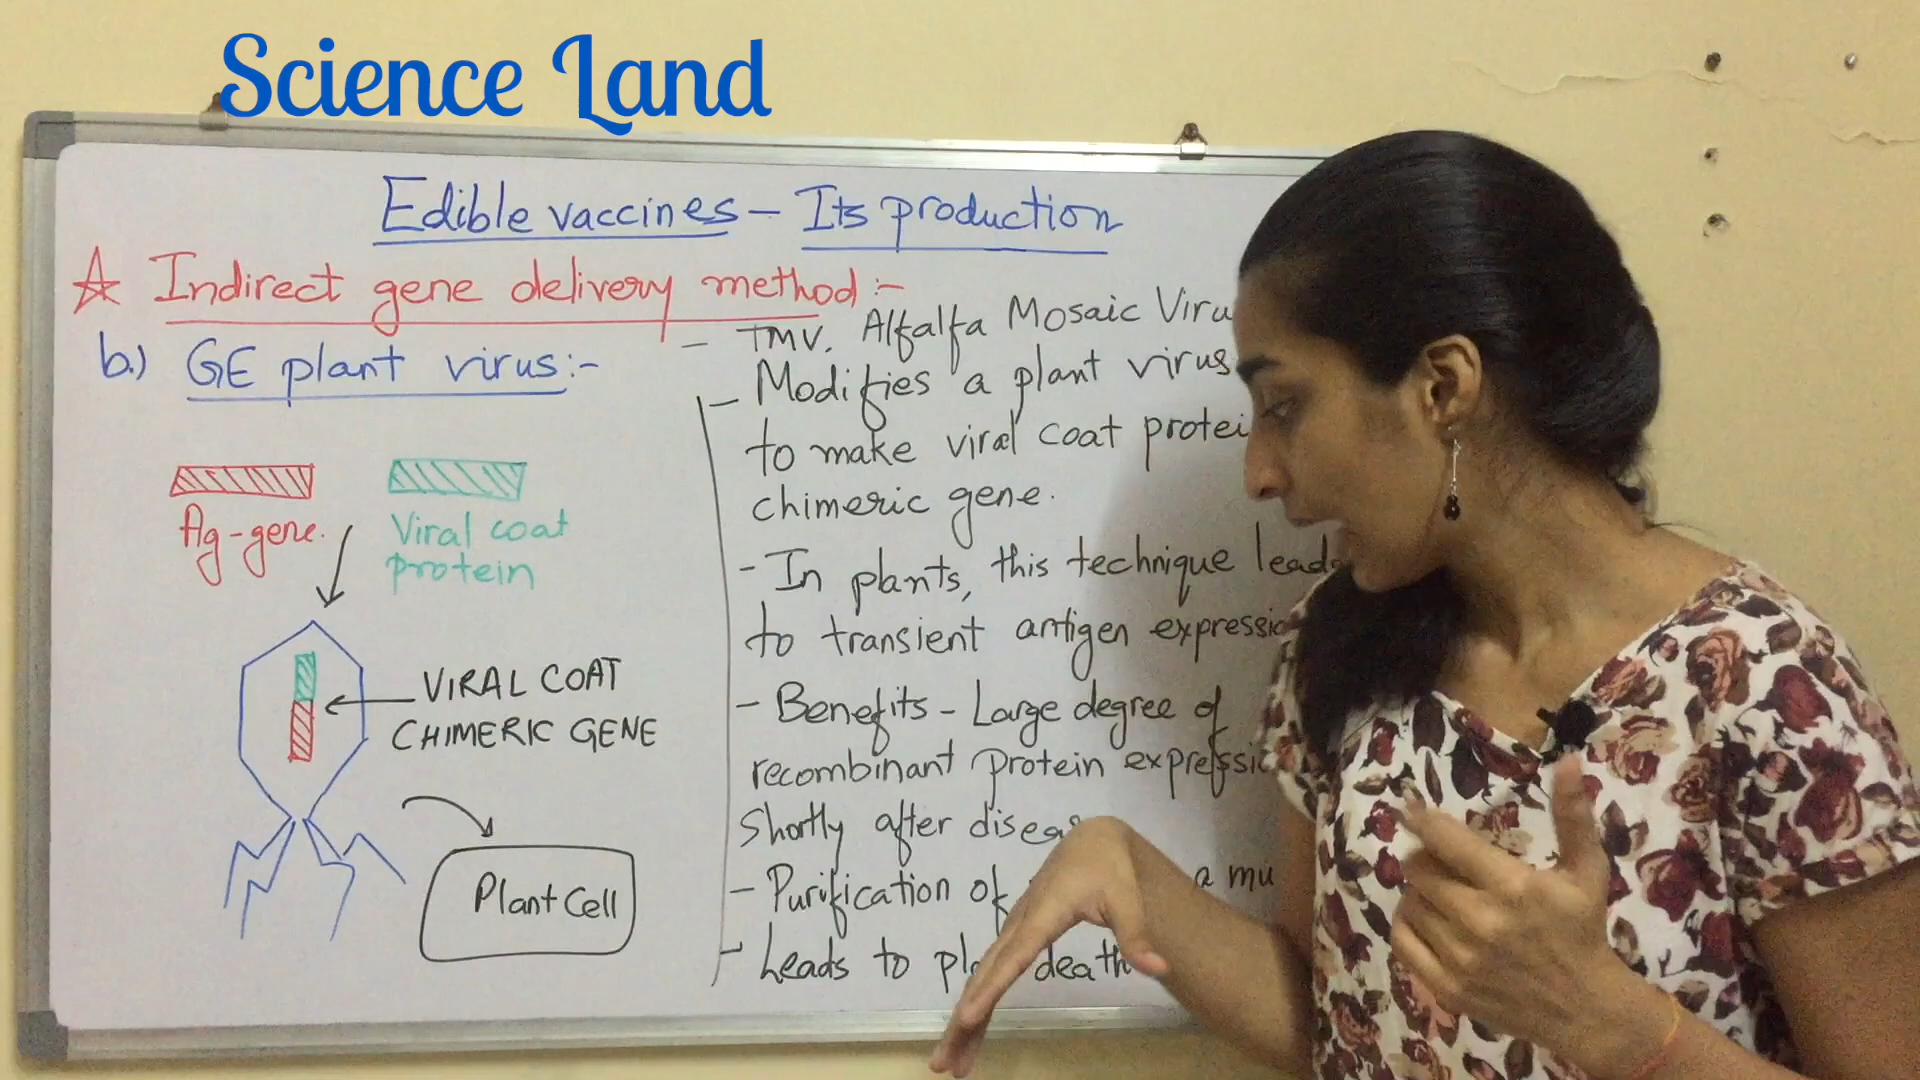 Science Land
Edible vaccines - Its production
☆ Indirect gene delivery method :-
b.) GE plant virus :-
Ag-gene.
Viral coat
protein
VIRAL COAT
CHIMERIC GENE
Plant Cell
- TMV. Alfalfa Mosaic Viru
- Modifies a plant virus
to make viral coat protei
chimeric gene.
- In plants, this technique leads
to transient antigen expressio
- Benefits - Large degree of
recombinant protein expressio
shortly after disea
- Purification of a mu
- Leads to pla death